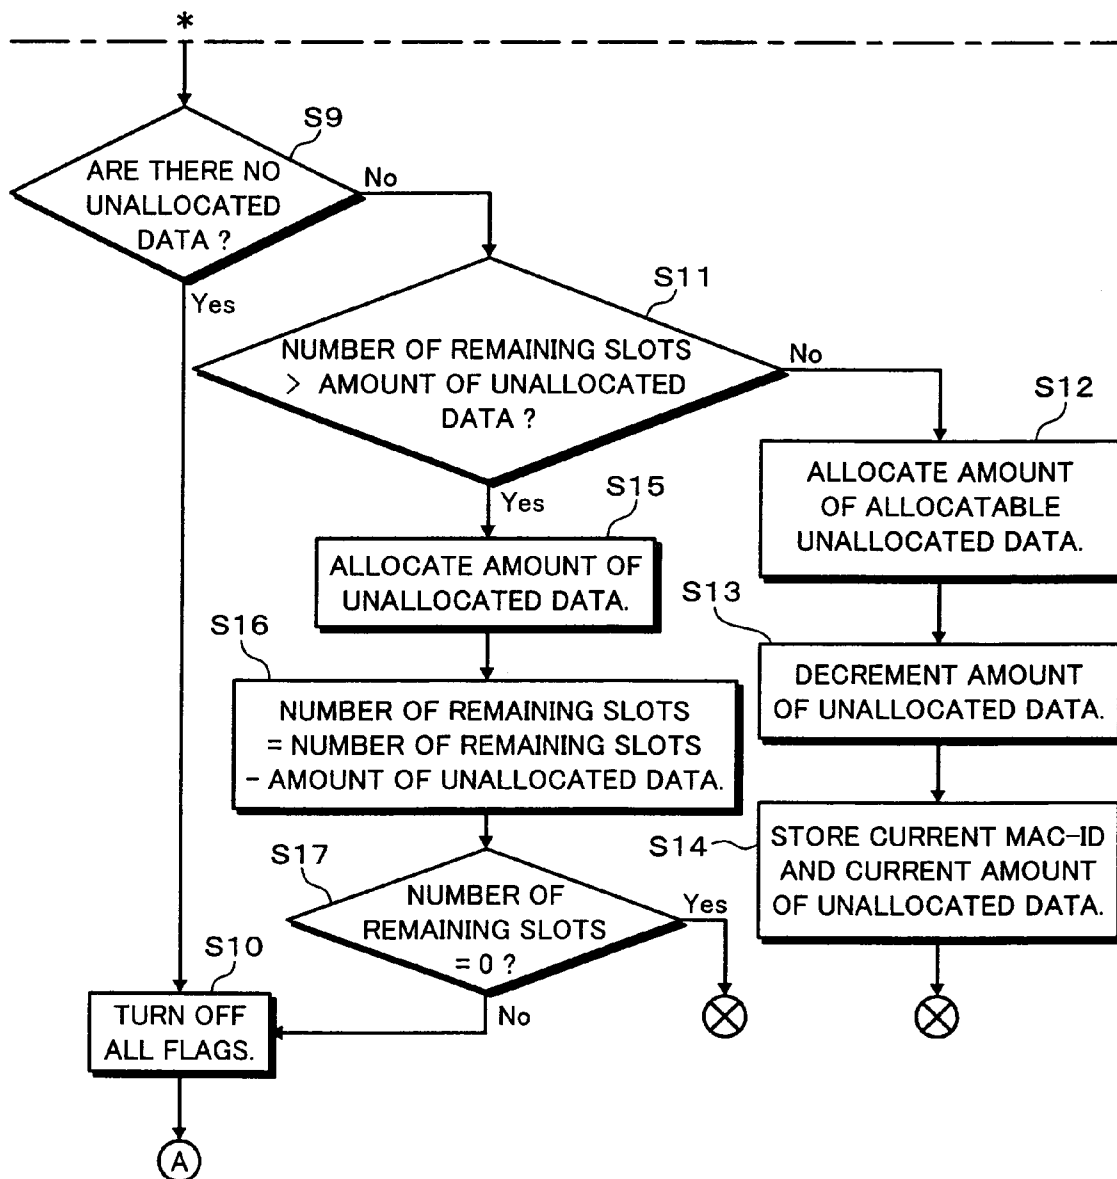 *
S9
ARE THERE NO
UNALLOCATED
DATA ?
No
Yes
S11
NUMBER OF REMAINING SLOTS
> AMOUNT OF UNALLOCATED
DATA ?
No
Yes
S12
ALLOCATE AMOUNT
OF ALLOCATABLE
UNALLOCATED DATA.
S15
ALLOCATE AMOUNT OF
UNALLOCATED DATA.
S13
DECREMENT AMOUNT
OF UNALLOCATED DATA.
S16
NUMBER OF REMAINING SLOTS
= NUMBER OF REMAINING SLOTS
- AMOUNT OF UNALLOCATED DATA.
S14
STORE CURRENT MAC-ID
AND CURRENT AMOUNT
OF UNALLOCATED DATA.
S17
NUMBER OF
REMAINING SLOTS
= 0 ?
Yes
No
S10
TURN OFF
ALL FLAGS.
A